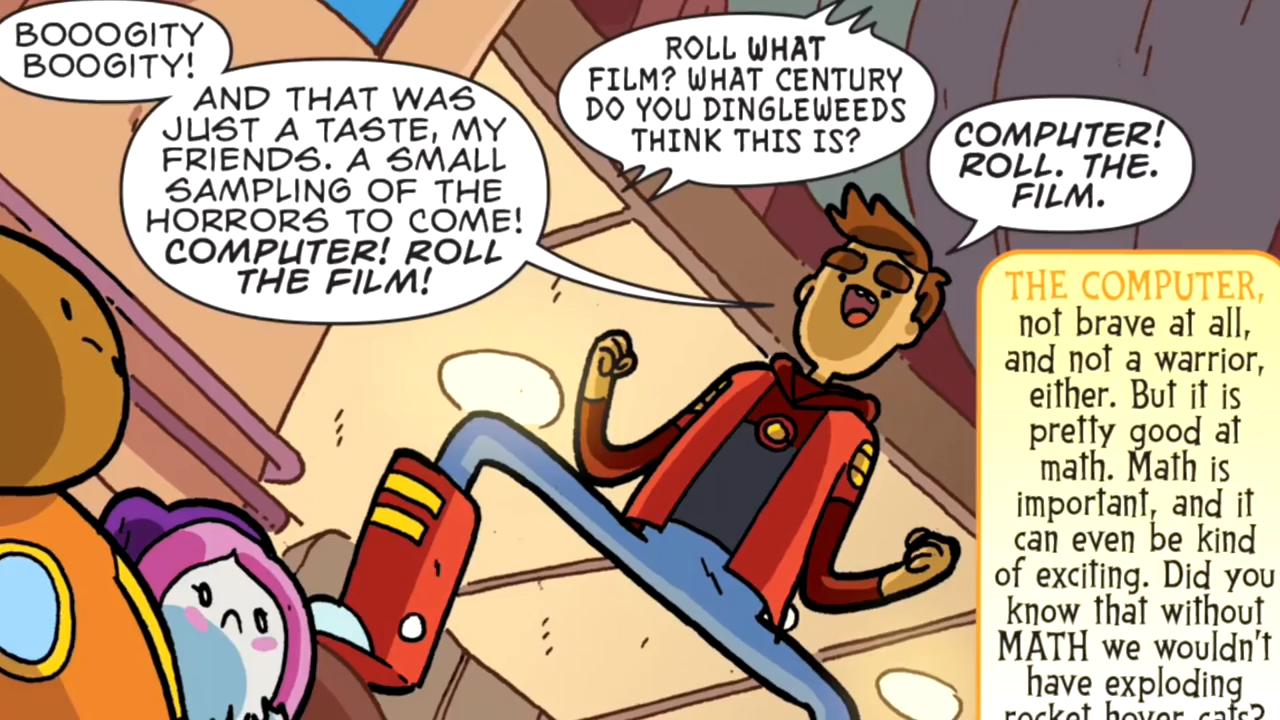 BOOOGITY
BOOGITY!
AND THAT WAS
JUST A TASTE, MY
FRIENDS. A SMALL
SAMPLING OF THE
HORRORS TO COME!
COMPUTER! ROLL
THE FILM!
ROLL WHAT
FILM? WHAT CENTURY
DO YOU DINGLEWEEDS
THINK THIS IS?
COMPUTER!
ROLL. THE.
FILM.
THE COMPUTER,
not brave at all,
and not a warrior,
either. But it is
pretty good at
math. Math is
important, and it
can even be kind
of exciting. Did you
know that without
MATH we wouldn't
have exploding
rocket hover cats?